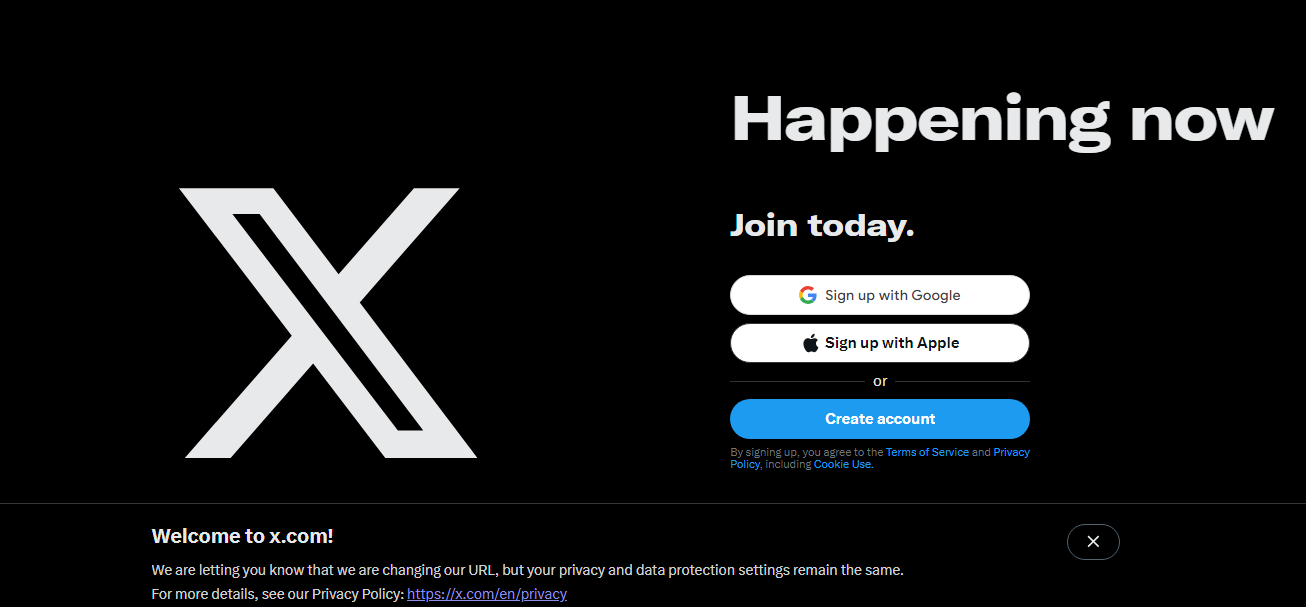 Happening now
Join today.
Sign up with Google
Sign up with Apple
or
Create account
By signing up, you agree to the Terms of Service and Privacy
Policy, including Cookie Use.
Welcome to x.com!
We are letting you know that we are changing our URL, but your privacy and data protection settings remain the same.
For more details, see our Privacy Policy: https://x.com/en/privacy